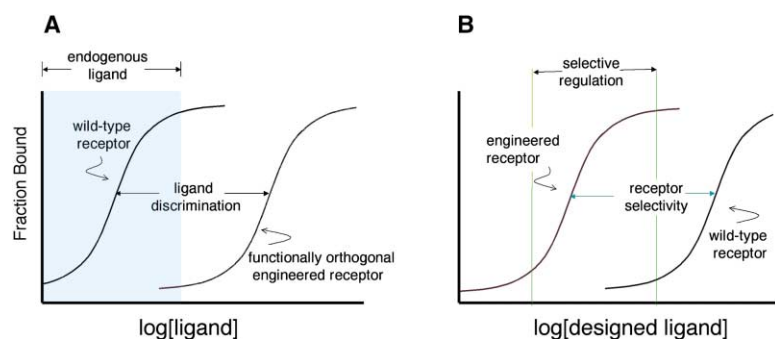 A
endogenous
ligand
wild-type
receptor
ligand
discrimination
functionally orthogonal
engineered receptor
Fraction Bound
log[ligand]
B
selective
regulation
engineered
receptor
receptor
selectivity
wild-type
receptor
log[designed ligand]